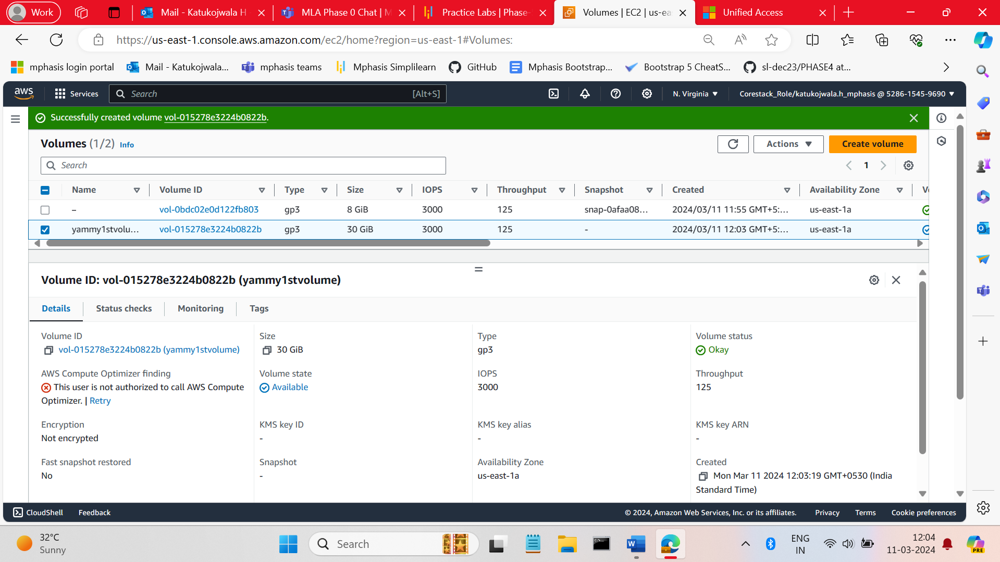 Work
Mail - Katukojwala H
MLA Phase 0 Chat | M
Practice Labs | Phase-
Volumes | EC2 | us-ea
Unified Access
https://us-east-1.console.aws.amazon.com/ec2/home?region=us-east-1#Volumes:
mphasis login portal
Mail - Katukojwala...
mphasis teams
Mphasis Simplilearn
GitHub
Mphasis Bootstrap...
Bootstrap 5 CheatS...
sl-dec23/PHASE4 at...
aws
Services
Search [Alt+S]
N. Virginia
Corestack_Role/katukojwala.h_mphasis @ 5286-1545-9690
Successfully created volume vol-015278e3224b0822b.
Volumes (1/2) Info
Actions
Create volume
Search
1
Name Volume ID Type Size IOPS Throughput Snapshot Created Availability Zone
– vol-0bdc02e0d122fb803 gp3 8 GiB 3000 125 snap-0afaa08... 2024/03/11 11:55 GMT+5:... us-east-1a
yammy1stvolu... vol-015278e3224b0822b gp3 30 GiB 3000 125 - 2024/03/11 12:03 GMT+5:... us-east-1a
Volume ID: vol-015278e3224b0822b (yammy1stvolume)
Details Status checks Monitoring Tags
Volume ID
vol-015278e3224b0822b (yammy1stvolume)
Size
30 GiB
Type
gp3
Volume status
Okay
AWS Compute Optimizer finding
This user is not authorized to call AWS Compute
Optimizer. | Retry
Volume state
Available
IOPS
3000
Throughput
125
Encryption
Not encrypted
KMS key ID
-
KMS key alias
-
KMS key ARN
-
Fast snapshot restored
No
Snapshot
-
Availability Zone
us-east-1a
Created
Mon Mar 11 2024 12:03:19 GMT+0530 (India
Standard Time)
CloudShell Feedback
© 2024, Amazon Web Services, Inc. or its affiliates. Privacy Terms Cookie preferences
32°C
Sunny
Search
ENG
IN
12:04
11-03-2024
PRE